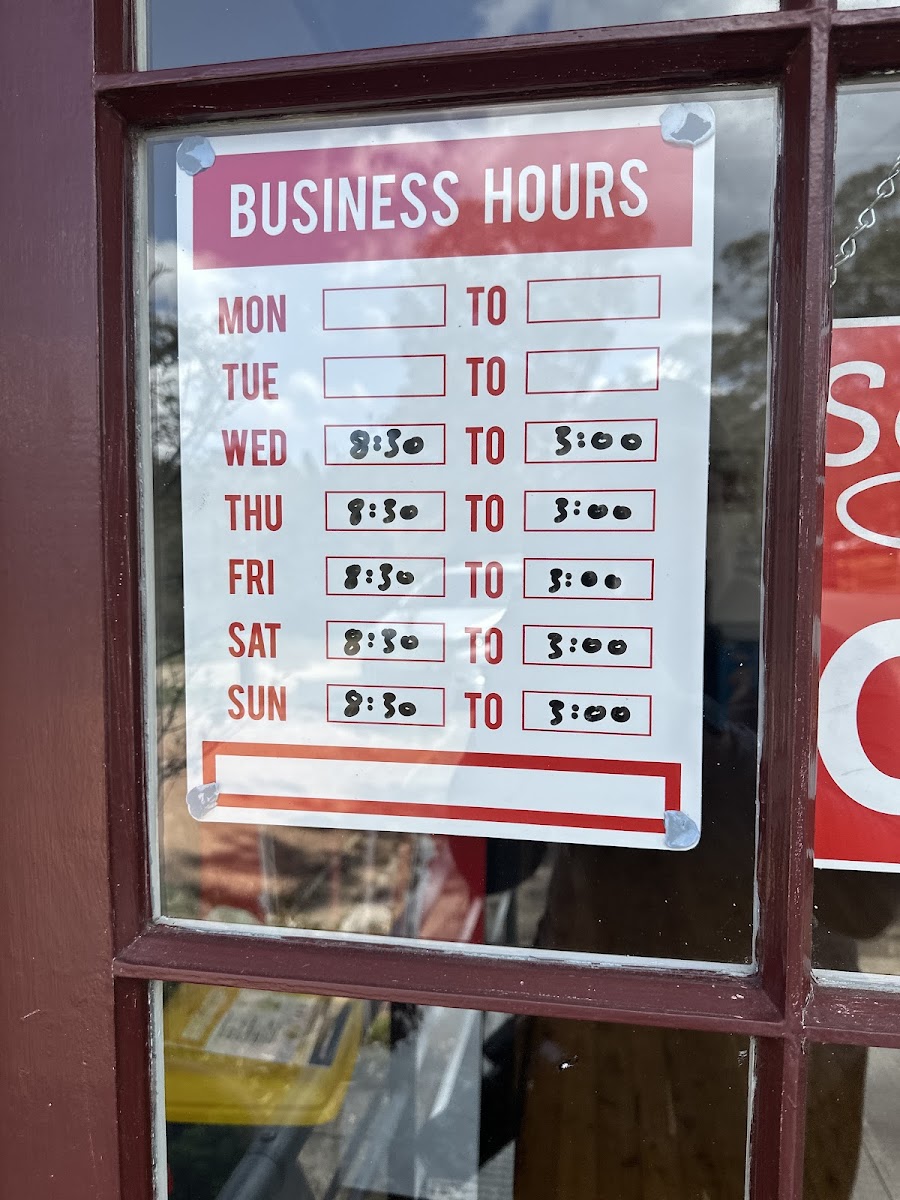 BUSINESS HOURS
MON TO
TUE TO
WED 8:30 TO 3:00
THU 8:30 TO 3:00
FRI 8:30 TO 3:00
SAT 8:30 TO 3:00
SUN 8:30 TO 3:00